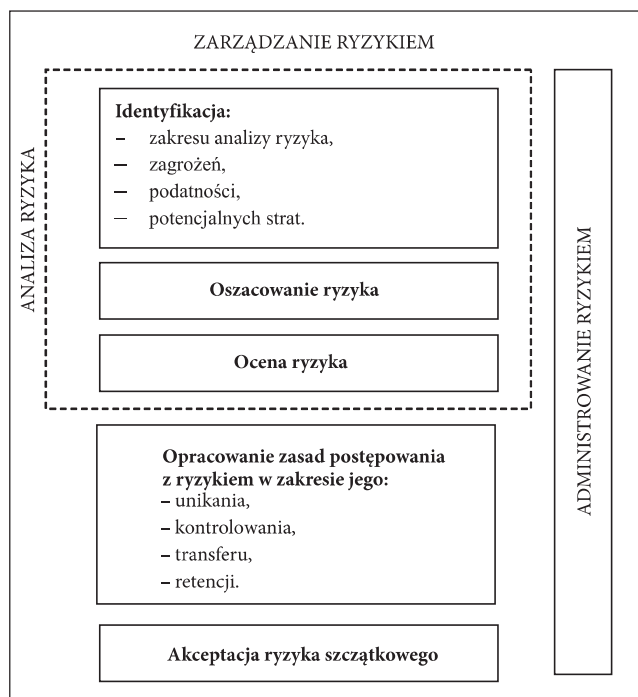 ZARZĄDZANIE RYZYKIEM
ANALIZA RYZYKA
Identyfikacja:
– zakresu analizy ryzyka,
– zagrożeń,
– podatności,
– potencjalnych strat.
Oszacowanie ryzyka
Ocena ryzyka
Opracowanie zasad postępowania
z ryzykiem w zakresie jego:
– unikania,
– kontrolowania,
– transferu,
– retencji.
Akceptacja ryzyka szczątkowego
ADMINISTROWANIE RYZYKIEM